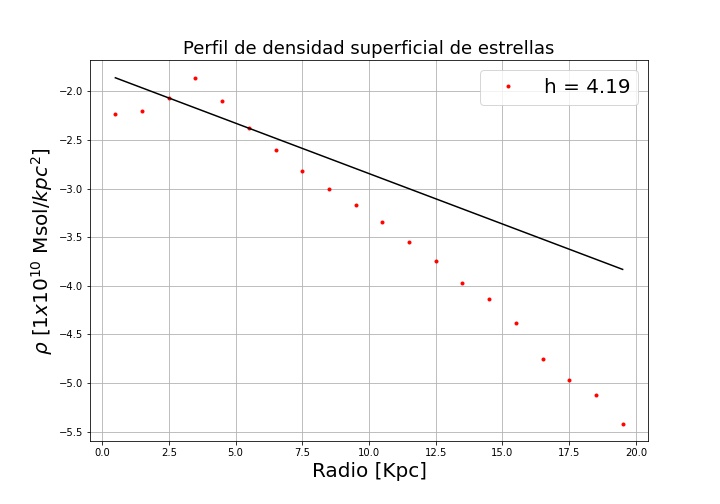 Perfil de densidad superficial de estrellas
h = 4.19
ρ [1x10¹⁰ Msol/kpc²]
−2.0
−2.5
−3.0
−3.5
−4.0
−4.5
−5.0
−5.5
0.0 2.5 5.0 7.5 10.0 12.5 15.0 17.5 20.0
Radio [Kpc]